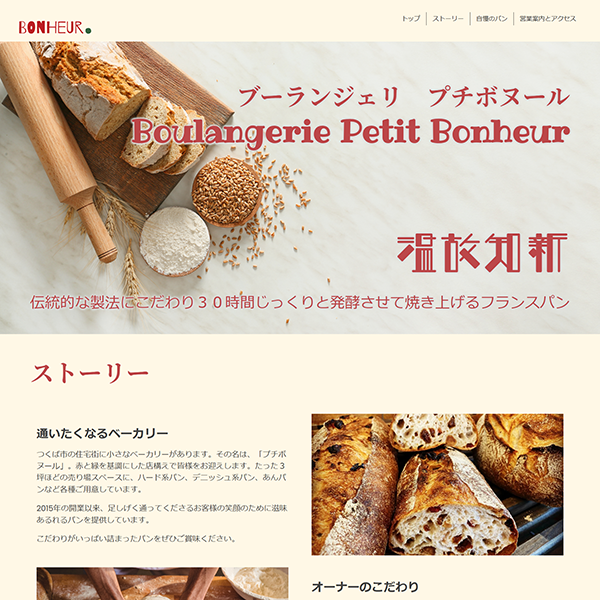 BONHEUR.
トップ
ストーリー
自慢のパン
営業案内とアクセス
ブーランジェリ　プチボヌール
Boulangerie Petit Bonheur
温故知新
伝統的な製法にこだわり３０時間じっくりと発酵させて焼き上げるフランスパン
ストーリー
通いたくなるベーカリー
つくば市の住宅街に小さなベーカリーがあります。その名は、「プチボ
ヌール」。赤と緑を基調にした店構えで皆様をお迎えします。たった３
坪ほどの売り場スペースに、ハード系パン、デニッシュ系パン、あんパ
ンなど各種ご用意しています。
2015年の開業以来、足しげく通ってくださるお客様の笑顔のために滋味
あるれるパンを提供しています。
こだわりがいっぱい詰まったパンをぜひご賞味ください。
オーナーのこだわり